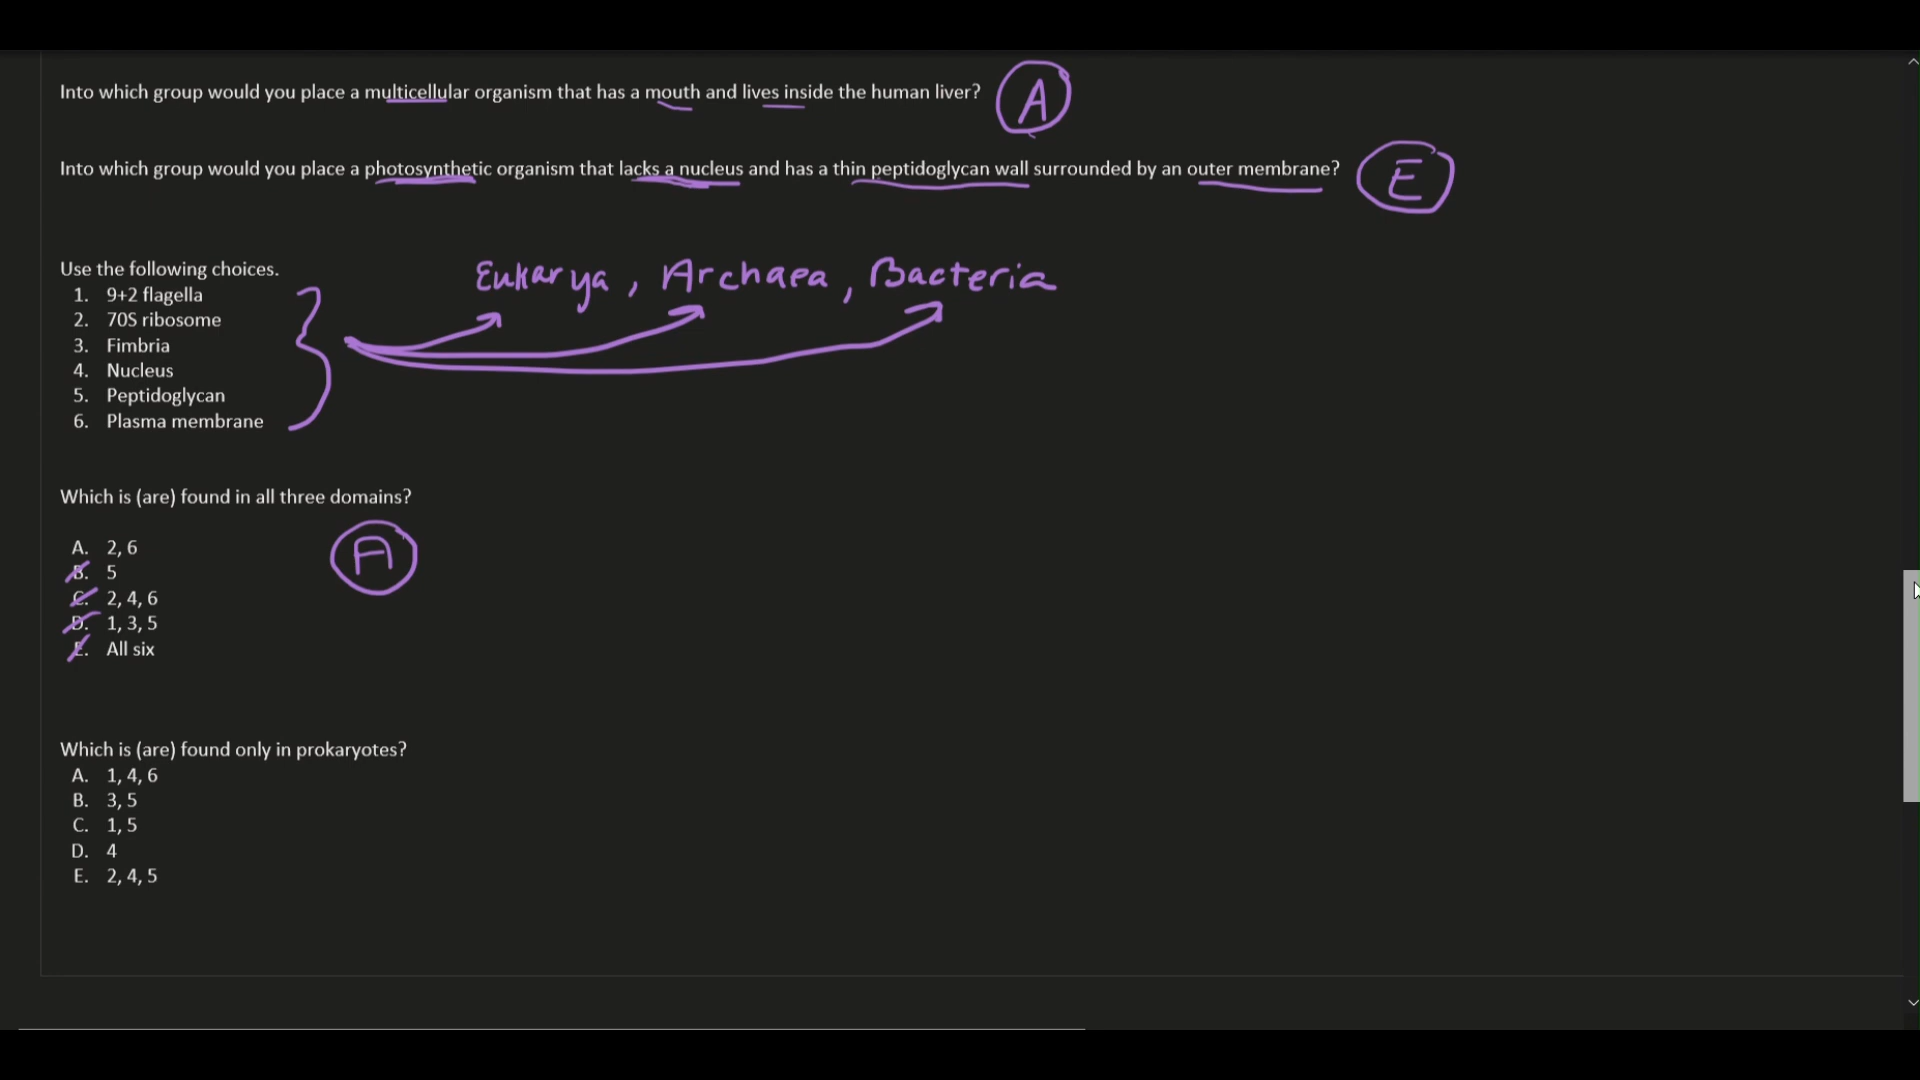 Into which group would you place a multicellular organism that has a mouth and lives inside the human liver? A
Into which group would you place a photosynthetic organism that lacks a nucleus and has a thin peptidoglycan wall surrounded by an outer membrane? E
Use the following choices.
Eukarya, Archaea, Bacteria
1. 9+2 flagella
2. 70S ribosome
3. Fimbria
4. Nucleus
5. Peptidoglycan
6. Plasma membrane
Which is (are) found in all three domains?
A. 2, 6
A
B. 5
C. 2, 4, 6
D. 1, 3, 5
E. All six
Which is (are) found only in prokaryotes?
A. 1, 4, 6
B. 3, 5
C. 1, 5
D. 4
E. 2, 4, 5